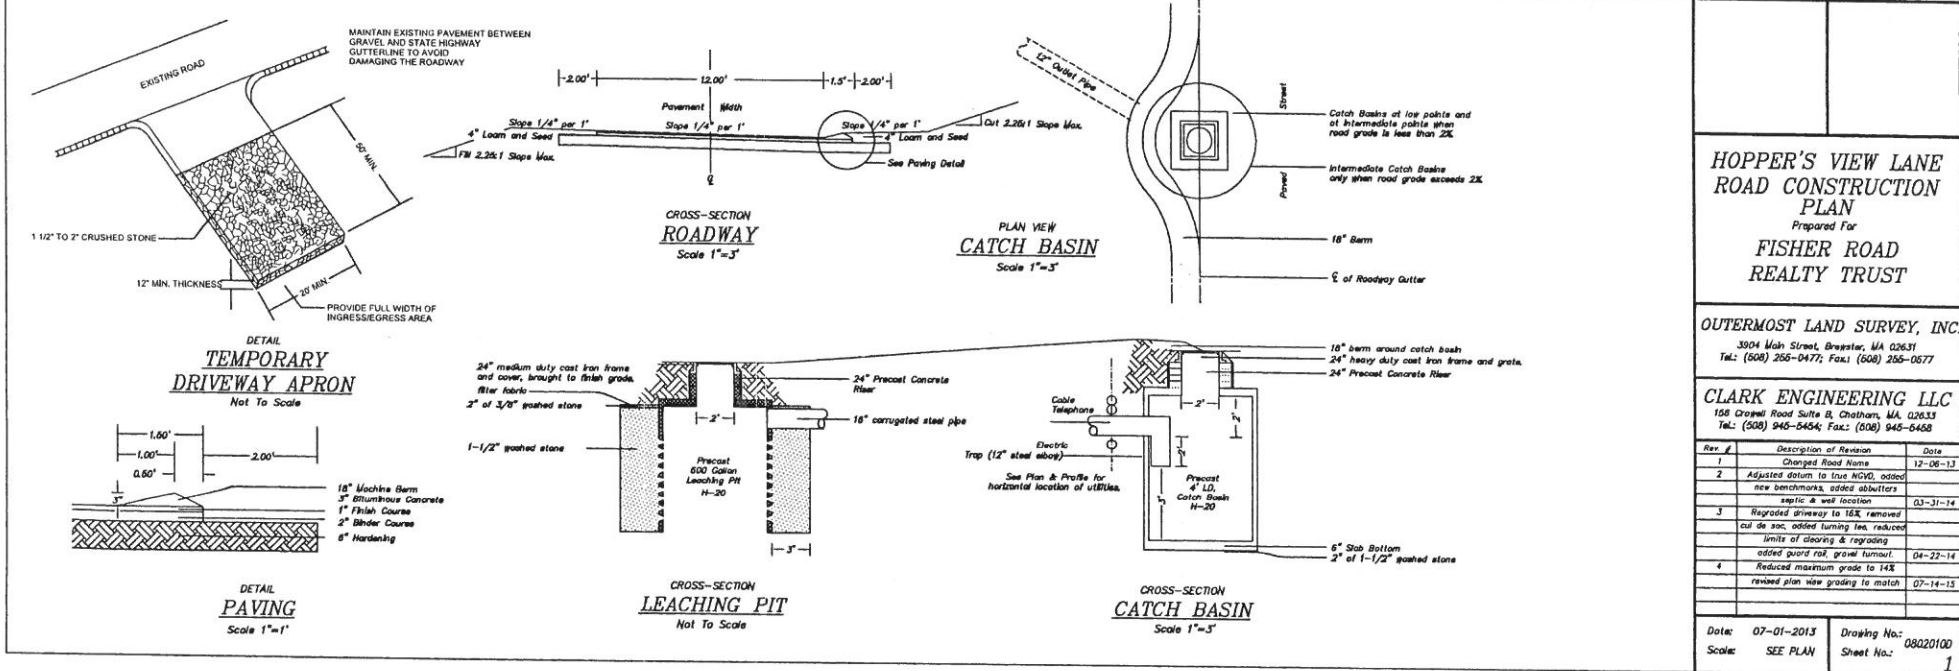 MAINTAIN EXISTING PAVEMENT BETWEEN
GRAVEL AND STATE HIGHWAY
GUTTERLINE TO AVOID
DAMAGING THE ROADWAY
EXISTING ROAD
50' MIN.
1 1/2" TO 2" CRUSHED STONE
12" MIN. THICKNESS
20' MIN.
PROVIDE FULL WIDTH OF
INGRESS/EGRESS AREA
DETAIL
TEMPORARY
DRIVEWAY APRON
Not To Scale
2.00'
12.00'
1.5'
2.00'
Pavement Width
Slope 1/4" per 1'
Slope 1/4" per 1'
Slope 1/4" per 1'
4" Loam and Seed
4" Loam and Seed
Cut 2.26:1 Slope Max.
Fill 2.26:1 Slope Max.
See Paving Detail
CROSS-SECTION
ROADWAY
Scale 1"=3'
12" Outlet Pipe
Street
Paved
Catch Basins at low points and
at intermediate points when
road grade is less than 2%
Intermediate Catch Basins
only when road grade exceeds 2%
18" Berm
℄ of Roadway Gutter
PLAN VIEW
CATCH BASIN
Scale 1"=3'
1.50'
1.00'
0.50'
2.00'
3"
18" Machine Berm
3" Bituminous Concrete
1" Finish Course
2" Binder Course
6" Hardening
DETAIL
PAVING
Scale 1"=1'
24" medium duty cast iron frame
and cover, brought to finish grade.
filter fabric
2" of 3/8" washed stone
1-1/2" washed stone
24" Precast Concrete
Riser
18" corrugated steel pipe
2'
Precast
600 Gallon
Leaching Pit
H-20
3'
CROSS-SECTION
LEACHING PIT
Not To Scale
18" berm around catch basin
24" heavy duty cast iron frame and grate.
24" Precast Concrete Riser
Cable
Telephone
Electric
Trap (12" steel elbow)
See Plan & Profile for
horizontal location of utilities.
2'
2'
2'
3'
Precast
4' I.D.
Catch Basin
H-20
6" Slab Bottom
2" of 1-1/2" washed stone
CROSS-SECTION
CATCH BASIN
Scale 1"=3'
HOPPER'S VIEW LANE
ROAD CONSTRUCTION
PLAN
Prepared For
FISHER ROAD
REALTY TRUST
OUTERMOST LAND SURVEY, INC.
3904 Main Street, Brewster, MA 02631
Tel.: (508) 255-0477; Fax.: (508) 255-0577
CLARK ENGINEERING LLC
158 Crowell Road Suite B, Chatham, MA. 02633
Tel.: (508) 945-5454; Fax.: (508) 945-5458
Rev. # Description of Revision Date
1 Changed Road Name 12-06-13
2 Adjusted datum to true NGVD, added
new benchmarks, added abbutters
septic & well location 03-31-14
3 Regraded driveway to 16%, removed
cul de sac, added turning tee, reduced
limits of clearing & regrading
added guard rail, gravel turnout. 04-22-14
4 Reduced maximum grade to 14%
revised plan view grading to match 07-14-15
Date: 07-01-2013 Drawing No.: 08020100
Scale: SEE PLAN Sheet No.: 1